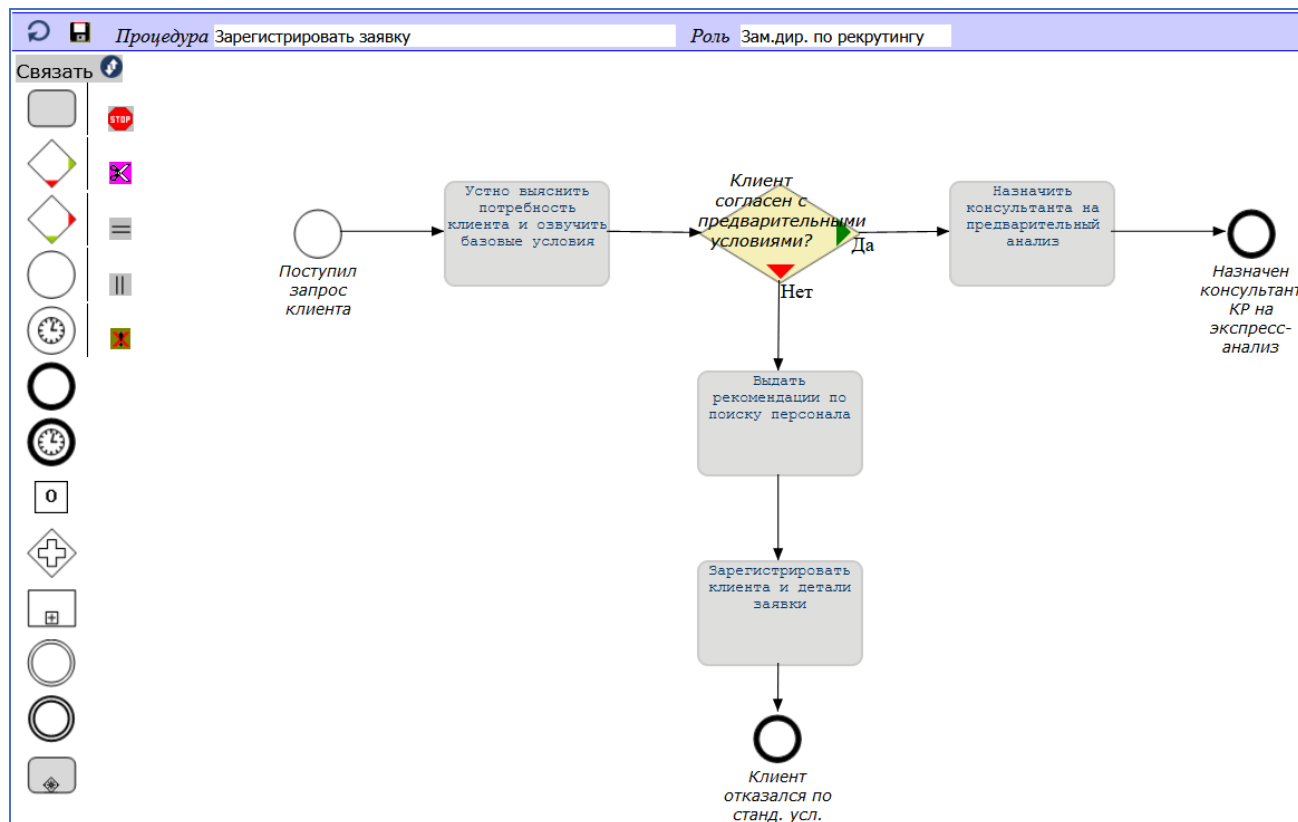 Процедура Зарегистрировать заявку Роль Зам.дир. по рекрутингу
Связать
STOP
O
Поступил
запрос
клиента
Устно выяснить
потребность
клиента и озвучить
базовые условия
Клиент
согласен с
предварительными
условиями?
Да
Нет
Назначить
консультанта на
предварительный
анализ
Назначен
консультант
КР на
экспресс-
анализ
Выдать
рекомендации по
поиску персонала
Зарегистрировать
клиента и детали
заявки
Клиент
отказался по
станд. усл.